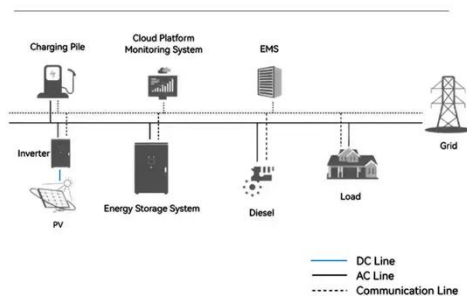 Charging Pile
Cloud Platform
Monitoring System
EMS
Inverter
Grid
PV
Energy Storage System
Diesel
Load
DC Line
AC Line
Communication Line